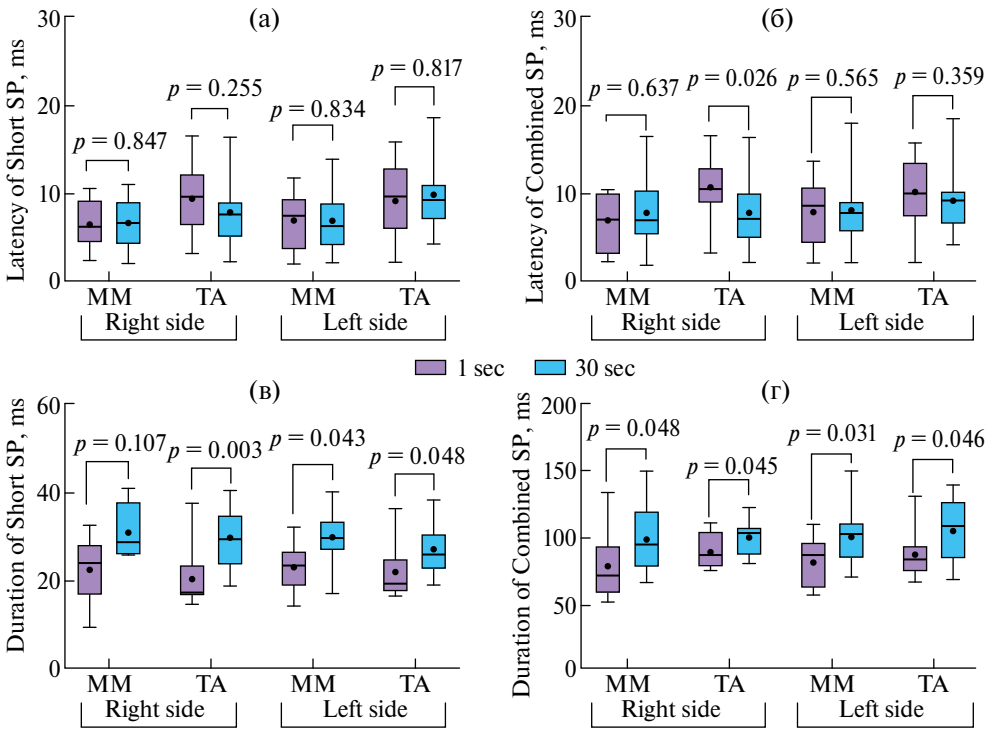 (а)
Latency of Short SP, ms
30
20
10
0
p = 0.847
p = 0.255
p = 0.834
p = 0.817
MM TA MM TA
Right side Left side
(б)
Latency of Combined SP, ms
30
20
10
0
p = 0.637
p = 0.026
p = 0.565
p = 0.359
MM TA MM TA
Right side Left side
1 sec 30 sec
(в)
Duration of Short SP, ms
60
40
20
0
p = 0.107
p = 0.003
p = 0.043
p = 0.048
MM TA MM TA
Right side Left side
(г)
Duration of Combined SP, ms
200
150
100
50
0
p = 0.048
p = 0.045
p = 0.031
p = 0.046
MM TA MM TA
Right side Left side